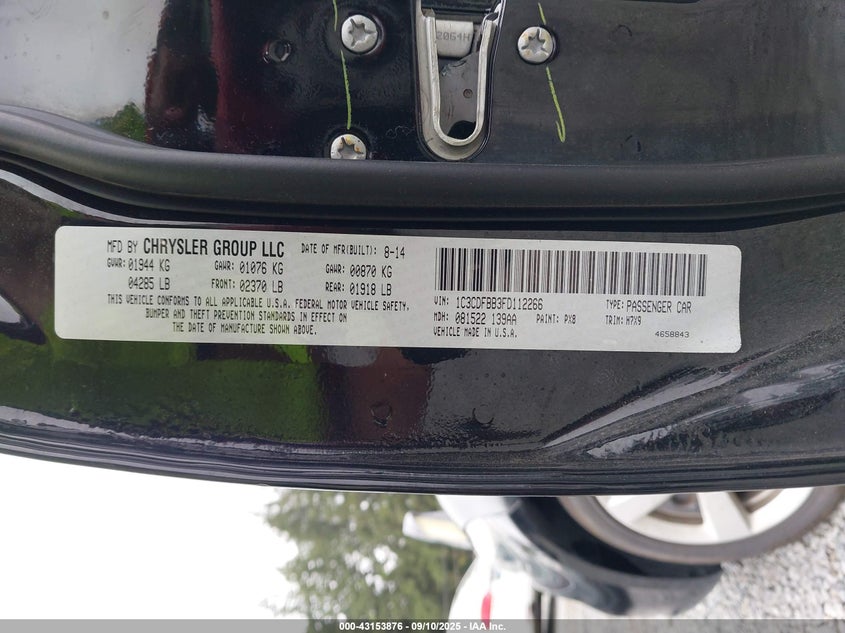 2064H
MFD BY CHRYSLER GROUP LLC DATE OF MFR(BUILT): 8-14
GVWR: 01944 KG GAWR: 01076 KG GAWR: 00870 KG
04285 LB FRONT: 02370 LB REAR: 01918 LB
THIS VEHICLE CONFORMS TO ALL APPLICABLE U.S.A. FEDERAL MOTOR VEHICLE SAFETY,
BUMPER AND THEFT PREVENTION STANDARDS IN EFFECT ON
THE DATE OF MANUFACTURE SHOWN ABOVE.
VIN: 1C3CDFBB3FD112266 TYPE: PASSENGER CAR
MDH: 081522 139AA PAINT: PX8 TRIM: H7X9
VEHICLE MADE IN U.S.A. 4658843
000-43153876 | 09/10/2025 | IAA Inc.